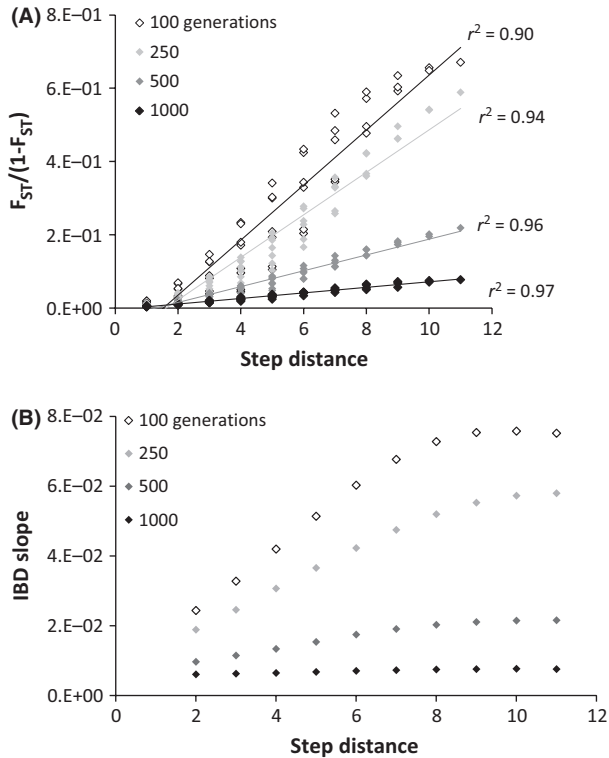 (A)
8.E–01
6.E–01
4.E–01
2.E–01
0.E+00
F_ST/(1-F_ST)
◇ 100 generations
◆ 250
◆ 500
◆ 1000
r² = 0.90
r² = 0.94
r² = 0.96
r² = 0.97
0 2 4 6 8 10 12
Step distance
(B)
8.E–02
6.E–02
4.E–02
2.E–02
0.E+00
IBD slope
◇ 100 generations
◆ 250
◆ 500
◆ 1000
0 2 4 6 8 10 12
Step distance